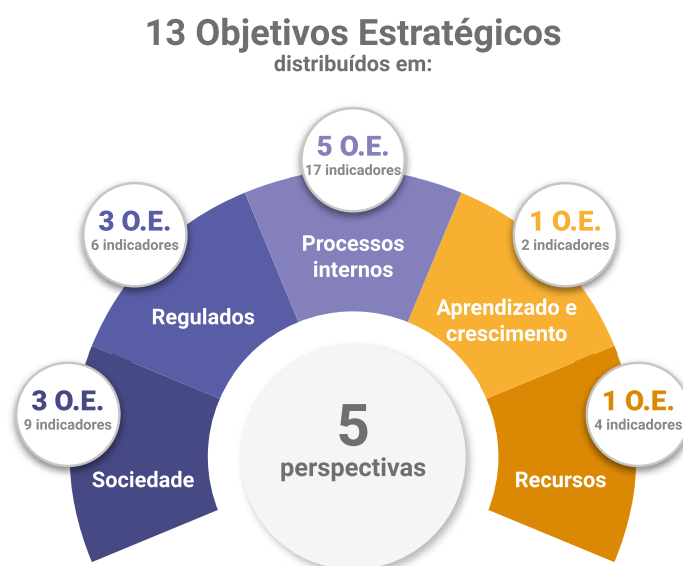 13 Objetivos Estratégicos
distribuídos em:
5 O.E.
17 indicadores
3 O.E.
6 indicadores
1 O.E.
2 indicadores
Processos
internos
Regulados
Aprendizado e
crescimento
3 O.E.
9 indicadores
1 O.E.
4 indicadores
5
perspectivas
Sociedade
Recursos